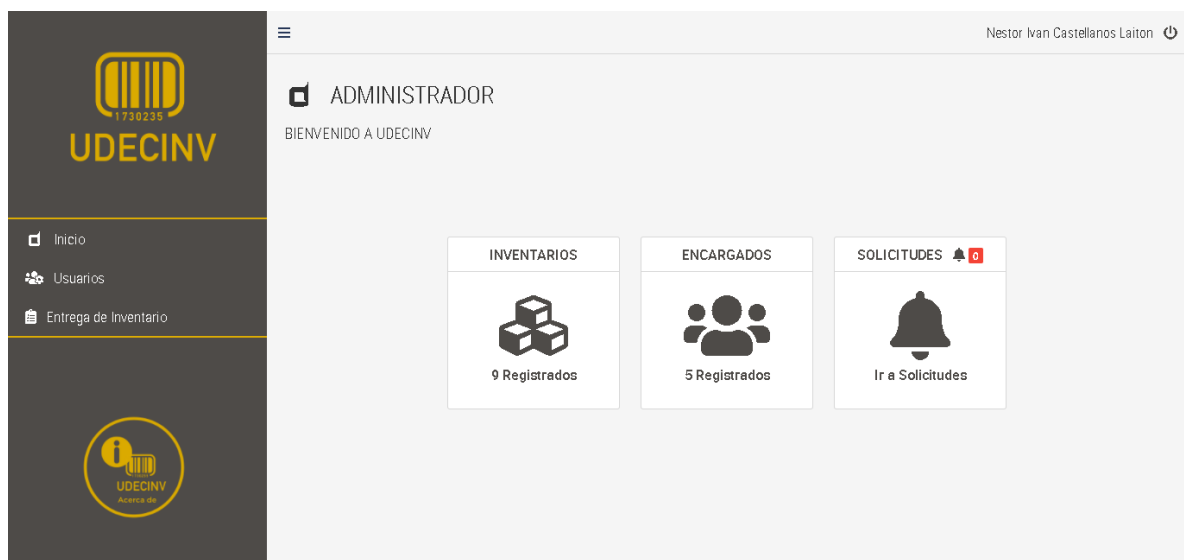 1730235
UDECINV
Inicio
Usuarios
Entrega de Inventario
UDECINV
Acerca de
Nestor Ivan Castellanos Laiton
ADMINISTRADOR
BIENVENIDO A UDECINV
INVENTARIOS
9 Registrados
ENCARGADOS
5 Registrados
SOLICITUDES 0
Ir a Solicitudes